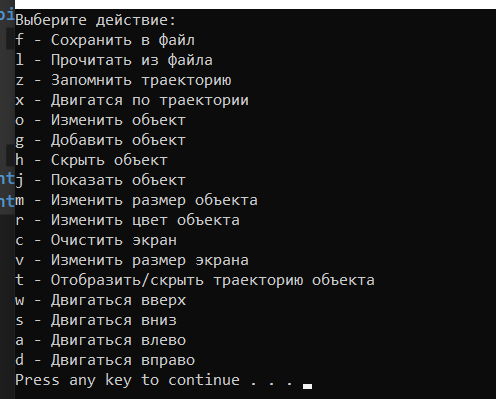 Выберите действие:
f - Сохранить в файл
l - Прочитать из файла
z - Запомнить траекторию
x - Двигатся по траектории
o - Изменить объект
g - Добавить объект
h - Скрыть объект
j - Показать объект
m - Изменить размер объекта
r - Изменить цвет объекта
c - Очистить экран
v - Изменить размер экрана
t - Отобразить/скрыть траекторию объекта
w - Двигаться вверх
s - Двигаться вниз
a - Двигаться влево
d - Двигаться вправо
Press any key to continue . . .